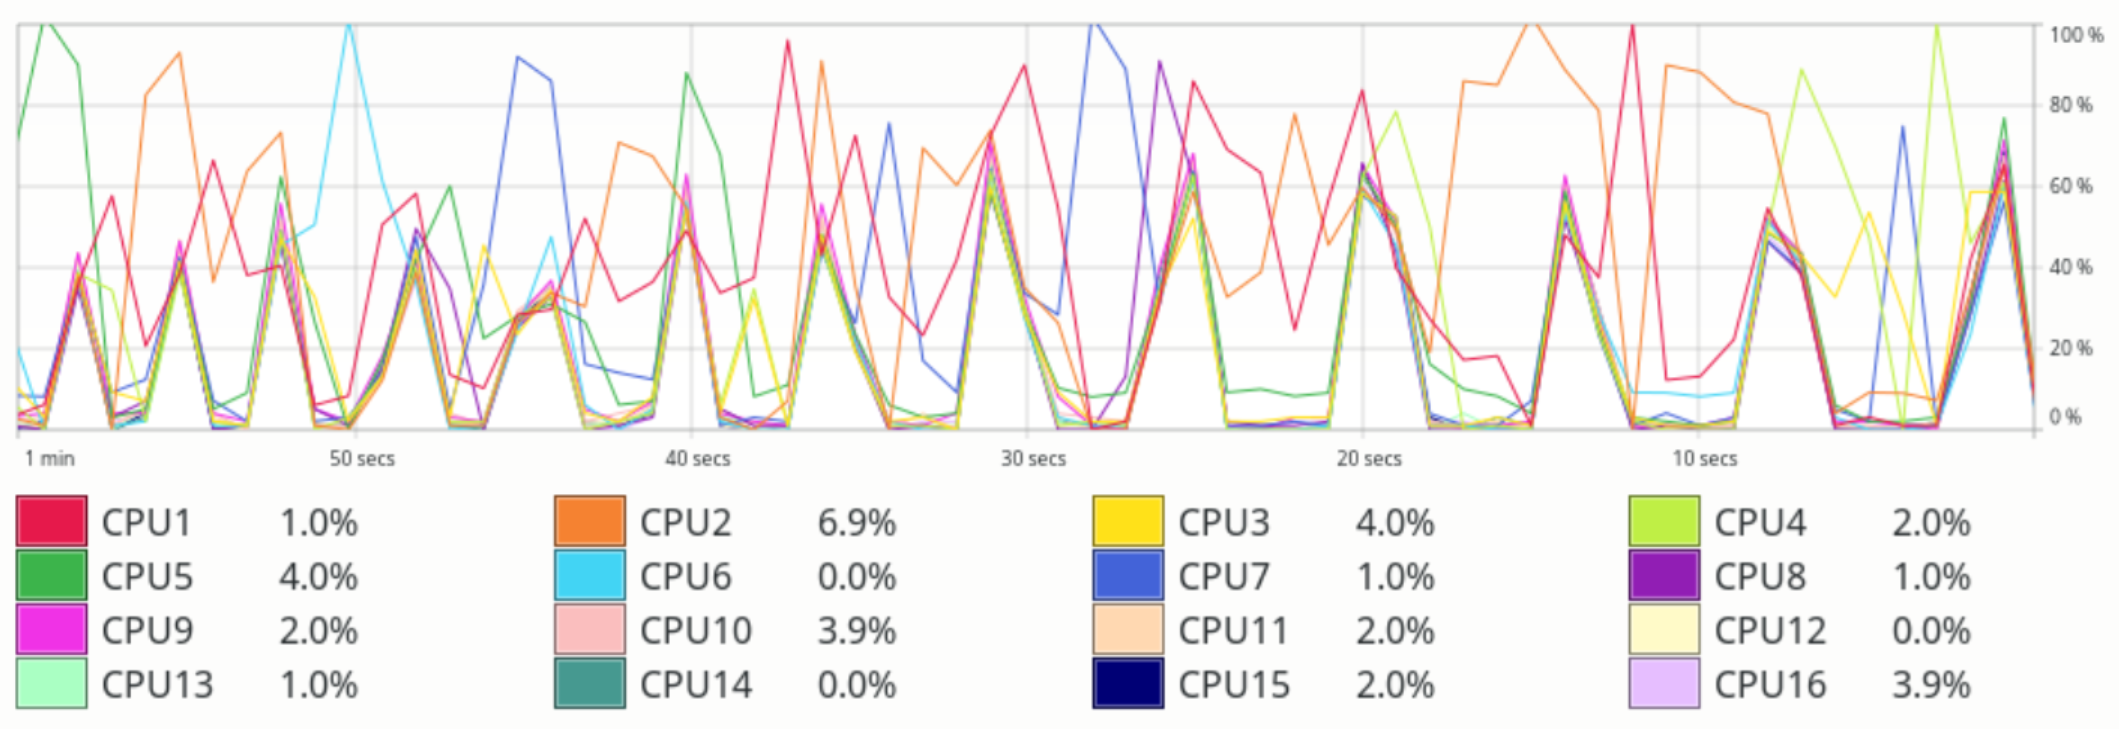 100 %
80 %
60 %
40 %
20 %
0 %
1 min 50 secs 40 secs 30 secs 20 secs 10 secs
CPU1 1.0% CPU2 6.9% CPU3 4.0% CPU4 2.0%
CPU5 4.0% CPU6 0.0% CPU7 1.0% CPU8 1.0%
CPU9 2.0% CPU10 3.9% CPU11 2.0% CPU12 0.0%
CPU13 1.0% CPU14 0.0% CPU15 2.0% CPU16 3.9%